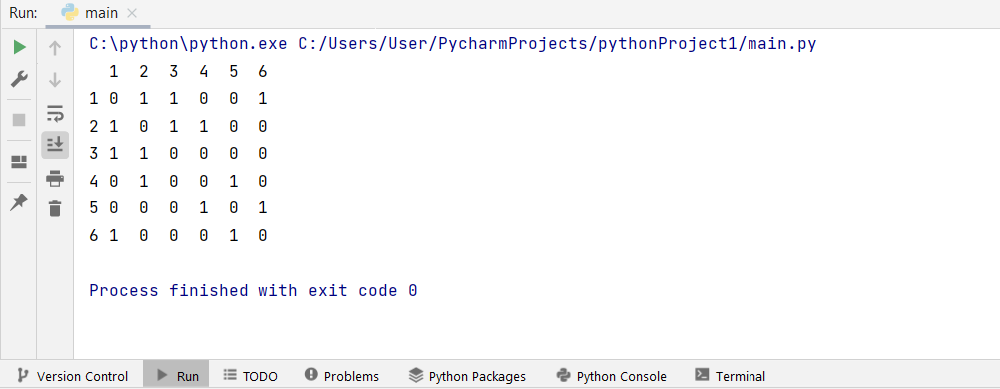 Run: main
C:\python\python.exe C:/Users/User/PycharmProjects/pythonProject1/main.py
1 2 3 4 5 6
1 0 1 1 0 0 1
2 1 0 1 1 0 0
3 1 1 0 0 0 0
4 0 1 0 0 1 0
5 0 0 0 1 0 1
6 1 0 0 0 1 0
Process finished with exit code 0
Version Control Run TODO Problems Python Packages Python Console Terminal